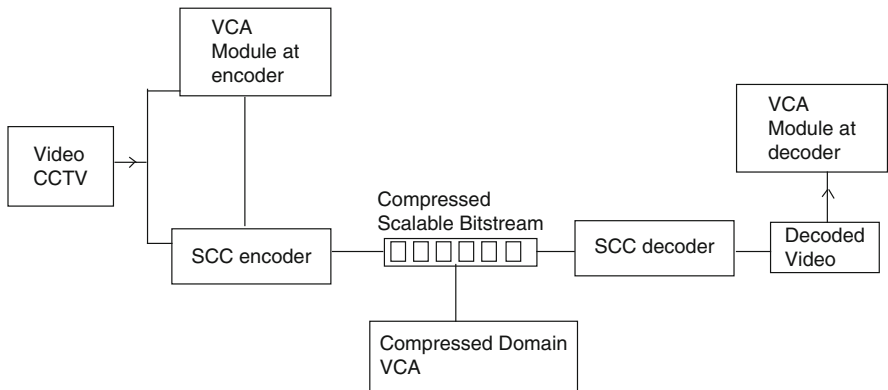 VCA
Module at
encoder
Video
CCTV
SCC encoder
Compressed
Scalable Bitstream
Compressed Domain
VCA
SCC decoder
VCA
Module at
decoder
Decoded
Video